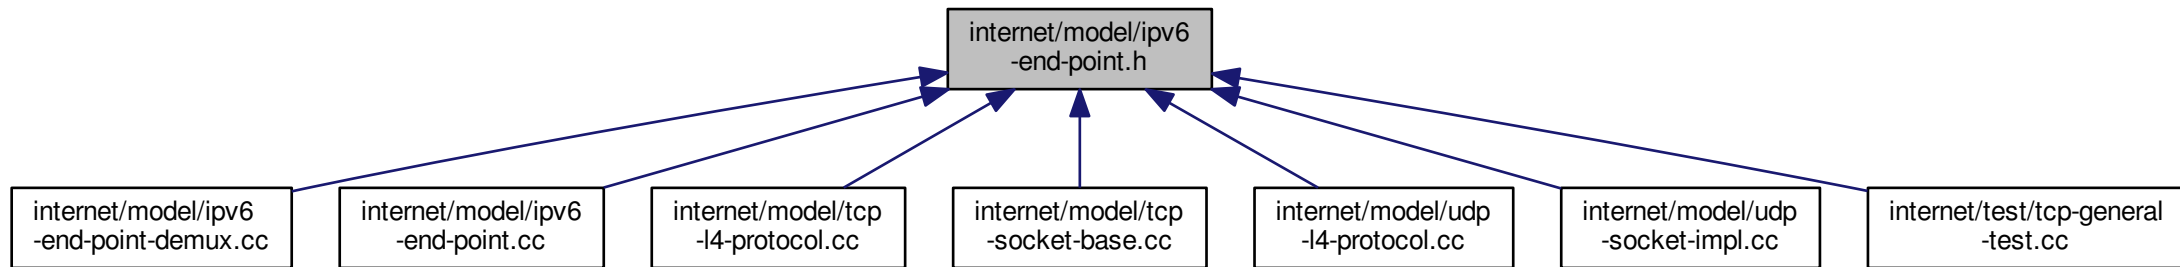 internet/model/ipv6
-end-point.h
internet/model/ipv6
-end-point-demux.cc
internet/model/ipv6
-end-point.cc
internet/model/tcp
-l4-protocol.cc
internet/model/tcp
-socket-base.cc
internet/model/udp
-l4-protocol.cc
internet/model/udp
-socket-impl.cc
internet/test/tcp-general
-test.cc